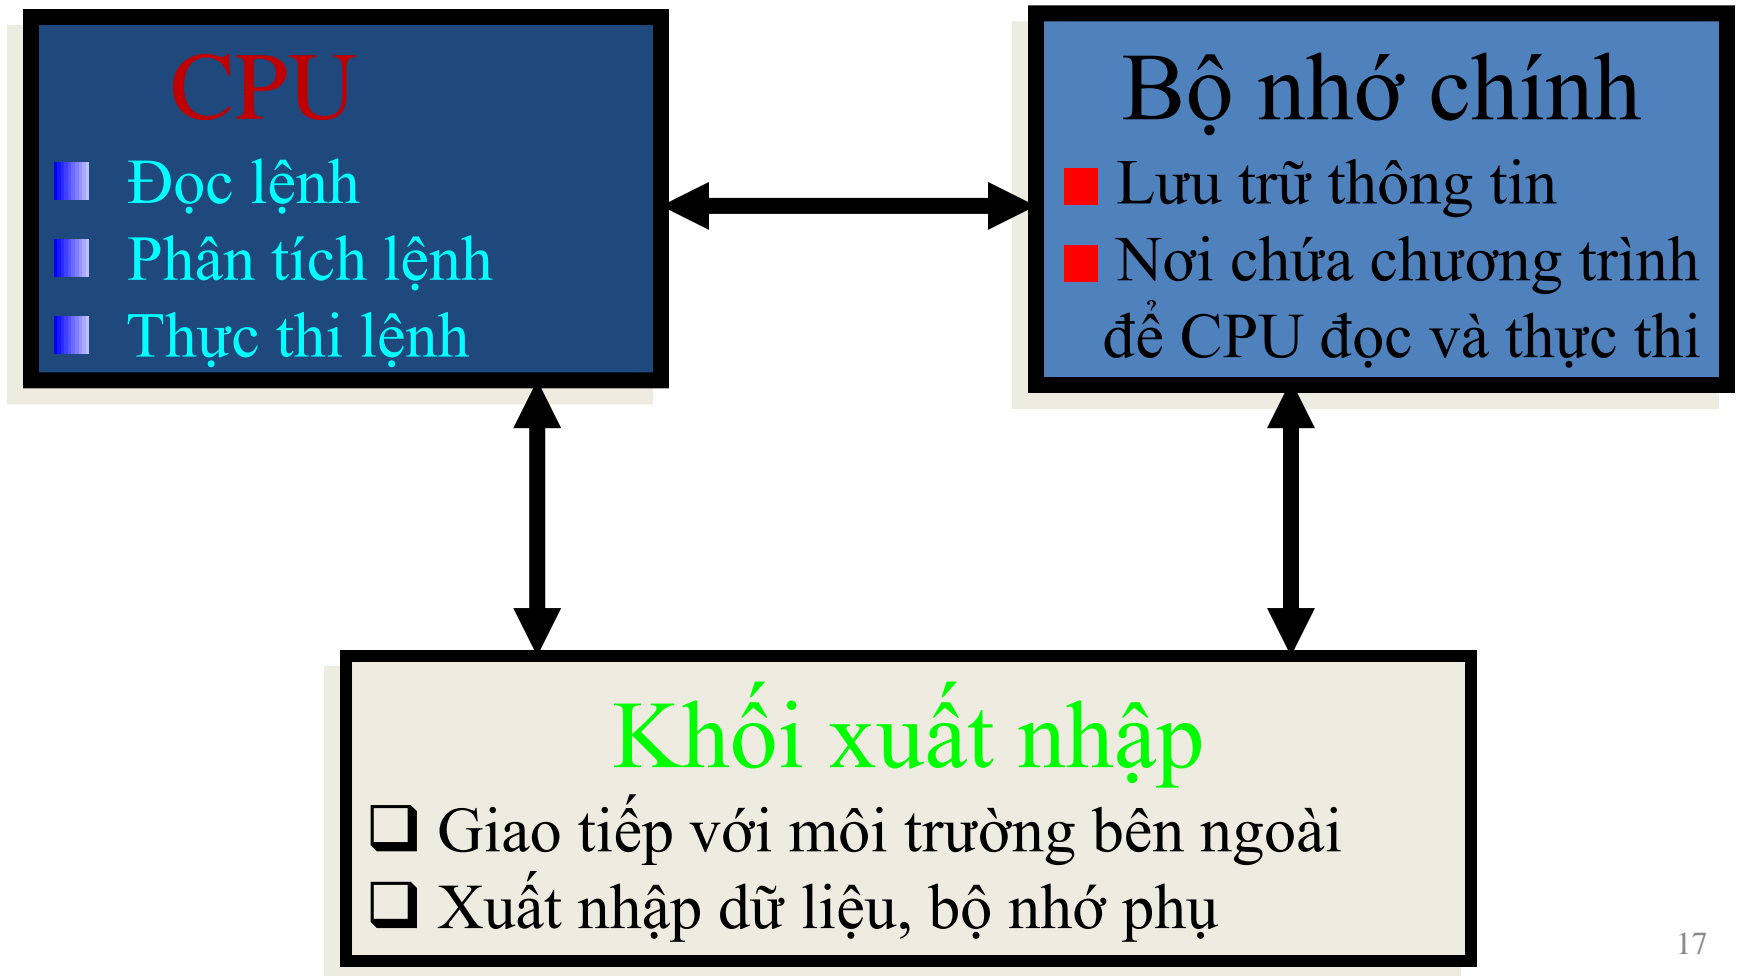 CPU
Đọc lệnh
Phân tích lệnh
Thực thi lệnh
Bộ nhớ chính
Lưu trữ thông tin
Nơi chứa chương trình
để CPU đọc và thực thi
Khối xuất nhập
Giao tiếp với môi trường bên ngoài
Xuất nhập dữ liệu, bộ nhớ phụ
17